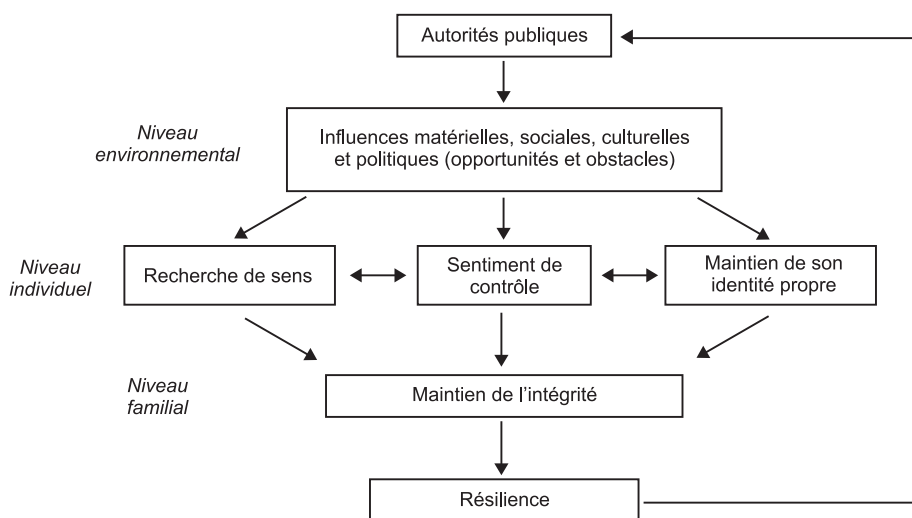 Autorités publiques
Niveau
environnemental
Influences matérielles, sociales, culturelles
et politiques (opportunités et obstacles)
Niveau
individuel
Recherche de sens
Sentiment de
contrôle
Maintien de son
identité propre
Niveau
familial
Maintien de l’intégrité
Résilience